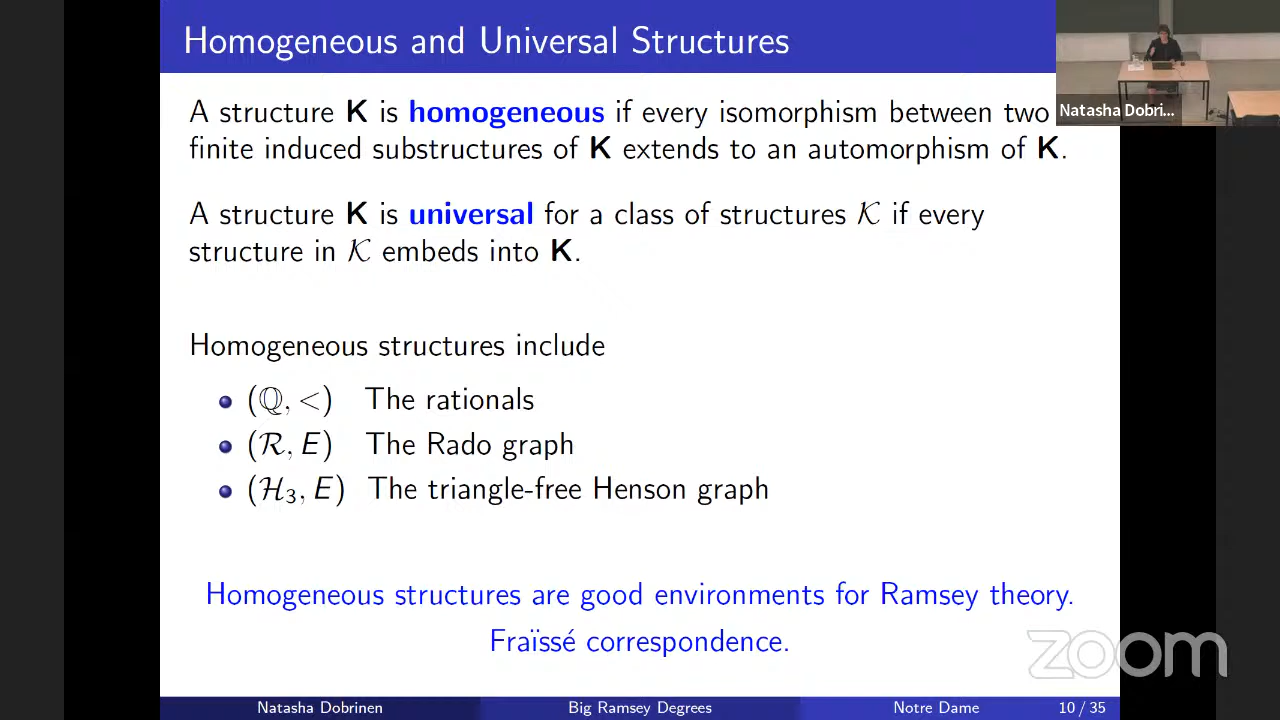 Homogeneous and Universal Structures
Natasha Dobri...
A structure K is homogeneous if every isomorphism between two
finite induced substructures of K extends to an automorphism of K.
A structure K is universal for a class of structures 𝒦 if every
structure in 𝒦 embeds into K.
Homogeneous structures include
(ℚ, <) The rationals
(ℛ, E) The Rado graph
(ℋ₃, E) The triangle-free Henson graph
Homogeneous structures are good environments for Ramsey theory.
Fraïssé correspondence.
zoom
Natasha Dobrinen Big Ramsey Degrees Notre Dame 10 / 35